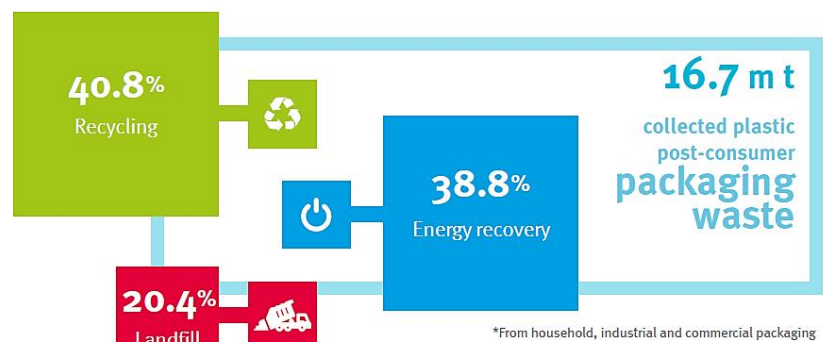 40.8%
Recycling
16.7 m t
collected plastic
post-consumer
packaging
waste
38.8%
Energy recovery
20.4%
Landfill
*From household, industrial and commercial packaging